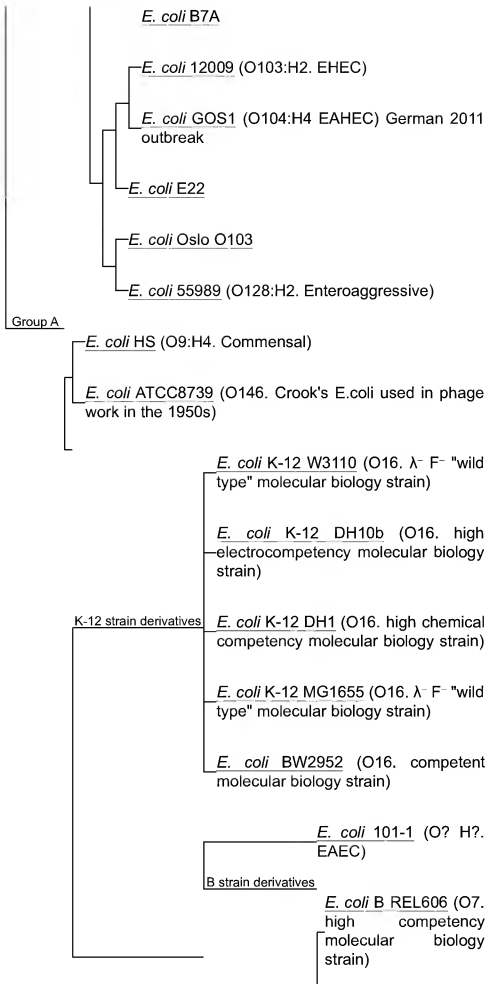 E. coli B7A
E. coli 12009 (O103:H2. EHEC)
E. coli GOS1 (O104:H4 EAHEC) German 2011
outbreak
E. coli E22
E. coli Oslo O103
E. coli 55989 (O128:H2. Enteroaggressive)
Group A
E. coli HS (O9:H4. Commensal)
E. coli ATCC8739 (O146. Crook's E.coli used in phage
work in the 1950s)
E. coli K-12 W3110 (O16. λ⁻ F⁻ "wild
type" molecular biology strain)
E. coli K-12 DH10b (O16. high
electrocompetency molecular biology
strain)
K-12 strain derivatives
E. coli K-12 DH1 (O16. high chemical
competency molecular biology strain)
E. coli K-12 MG1655 (O16. λ⁻ F⁻ "wild
type" molecular biology strain)
E. coli BW2952 (O16. competent
molecular biology strain)
E. coli 101-1 (O? H?.
EAEC)
B strain derivatives
E. coli B REL606 (O7.
high competency
molecular biology
strain)